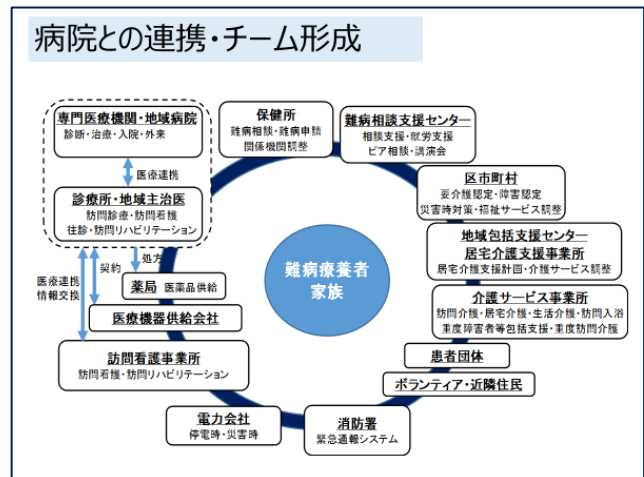 病院との連携・チーム形成
専門医療機関・地域病院
診断・治療・入院・外来
医療連携
診療所・地域主治医
訪問診療・訪問看護
往診・訪問リハビリテーション
医療連携
情報交換
契約
処方
薬局 医薬品供給
医療機器供給会社
訪問看護事業所
訪問看護・訪問リハビリテーション
電力会社
停電時・災害時
消防署
緊急通報システム
ボランティア・近隣住民
患者団体
介護サービス事業所
訪問介護・居宅介護・生活介護・訪問入浴
重度障害者等包括支援・重度訪問介護
地域包括支援センター
居宅介護支援事業所
居宅介護支援計画・介護サービス調整
区市町村
要介護認定・障害認定
災害時対策・福祉サービス調整
難病相談支援センター
相談支援・就労支援
ピア相談・講演会
保健所
難病相談・難病申請
関係機関調整
難病療養者
家族